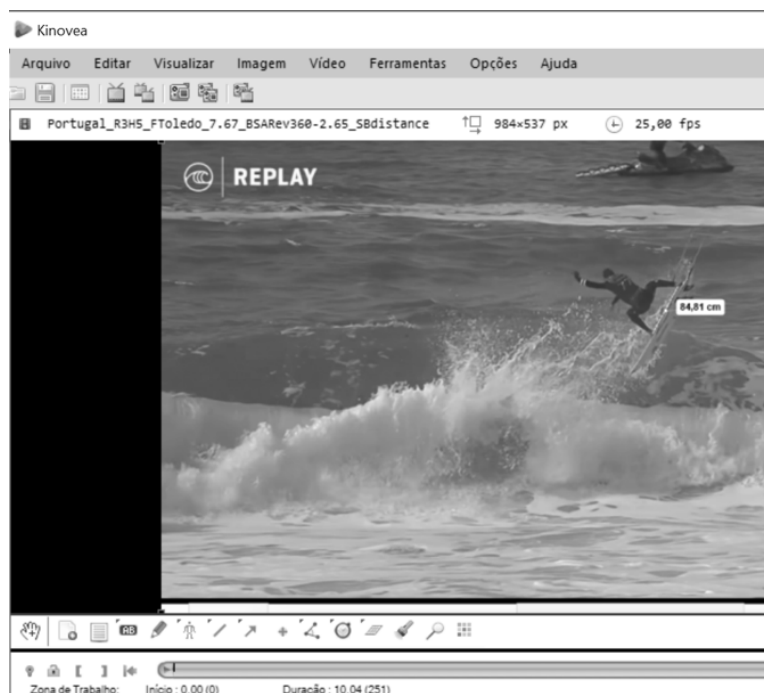 Kinovea
Arquivo Editar Visualizar Imagem Vídeo Ferramentas Opções Ajuda
Portugal_R3H5_FToledo_7.67_BSARev360-2.65_SBdistance 984×537 px 25,00 fps
REPLAY
84,81 cm
AB
Zona de Trabalho: Início : 0,00 (0) Duração : 10,04 (251)